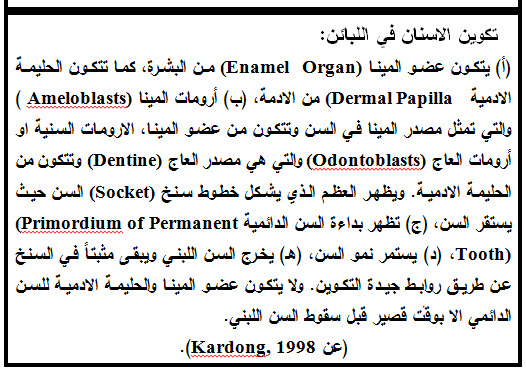 تكوين الاسنان في اللبائن:
(أ) يتكون عضو المينا (Enamel Organ) من البشرة، كما تتكون الحليمة
الادمية Dermal Papilla) من الادمة، (ب) أرومات المينا (Ameloblasts )
والتي تمثل مصدر المينا في السن وتتكون من عضو المينا، الارومات السنية او
أرومات العاج (Odontoblasts) والتي هي مصدر العاج (Dentine) وتتكون من
الحليمة الادمية. ويظهر العظم الذي يشكل خطوط سنخ (Socket) السن حيث
يستقر السن، (ج) تظهر بداءة السن الدائمية Primordium of Permanent)
(Tooth، (د) يستمر نمو السن، (هـ) يخرج السن اللبني ويبقى مثبتاً في السنخ
عن طريق روابط جيدة التكوين. ولا يتكون عضو المينا والحليمة الادمية للسن
الدائمي الا بوقت قصير قبل سقوط السن اللبني.
(عن Kardong, 1998).